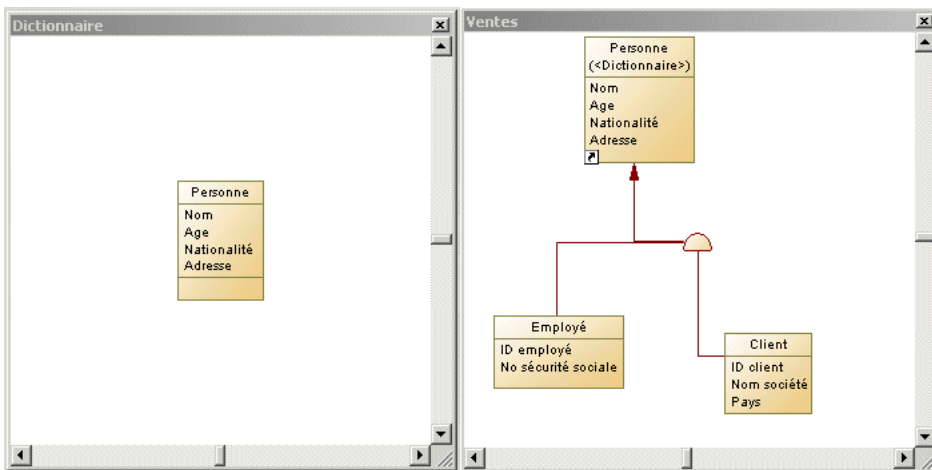 Dictionnaire
Personne
Nom
Age
Nationalité
Adresse
Ventes
Personne
(<Dictionnaire>)
Nom
Age
Nationalité
Adresse
Employé
ID employé
No sécurité sociale
Client
ID client
Nom société
Pays